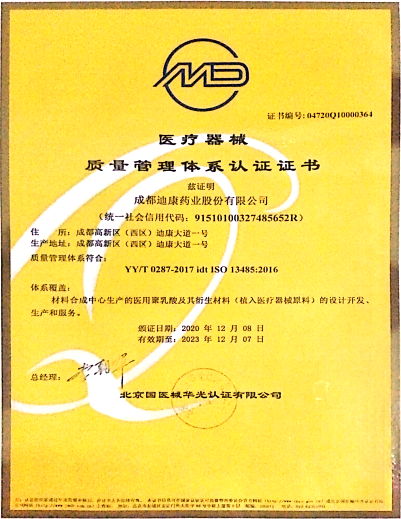 MD
证书编号: 04720Q10000364
医疗器械
质量管理体系认证证书
兹证明
成都迪康药业股份有限公司
(统一社会信用代码: 91510100327485652R)
住 所: 成都高新区（西区）迪康大道一号
生产地址: 成都高新区（西区）迪康大道一号
质量管理体系符合:
YY/T 0287-2017 idt ISO 13485:2016
体系覆盖:
材料合成中心生产的医用聚乳酸及其衍生材料（植入医疗器械原料）的设计开发、
生产和服务。
颁证日期: 2020 年 12 月 08 日
有效期至: 2023 年 12 月 07 日
总经理:
北京国医械华光认证有限公司